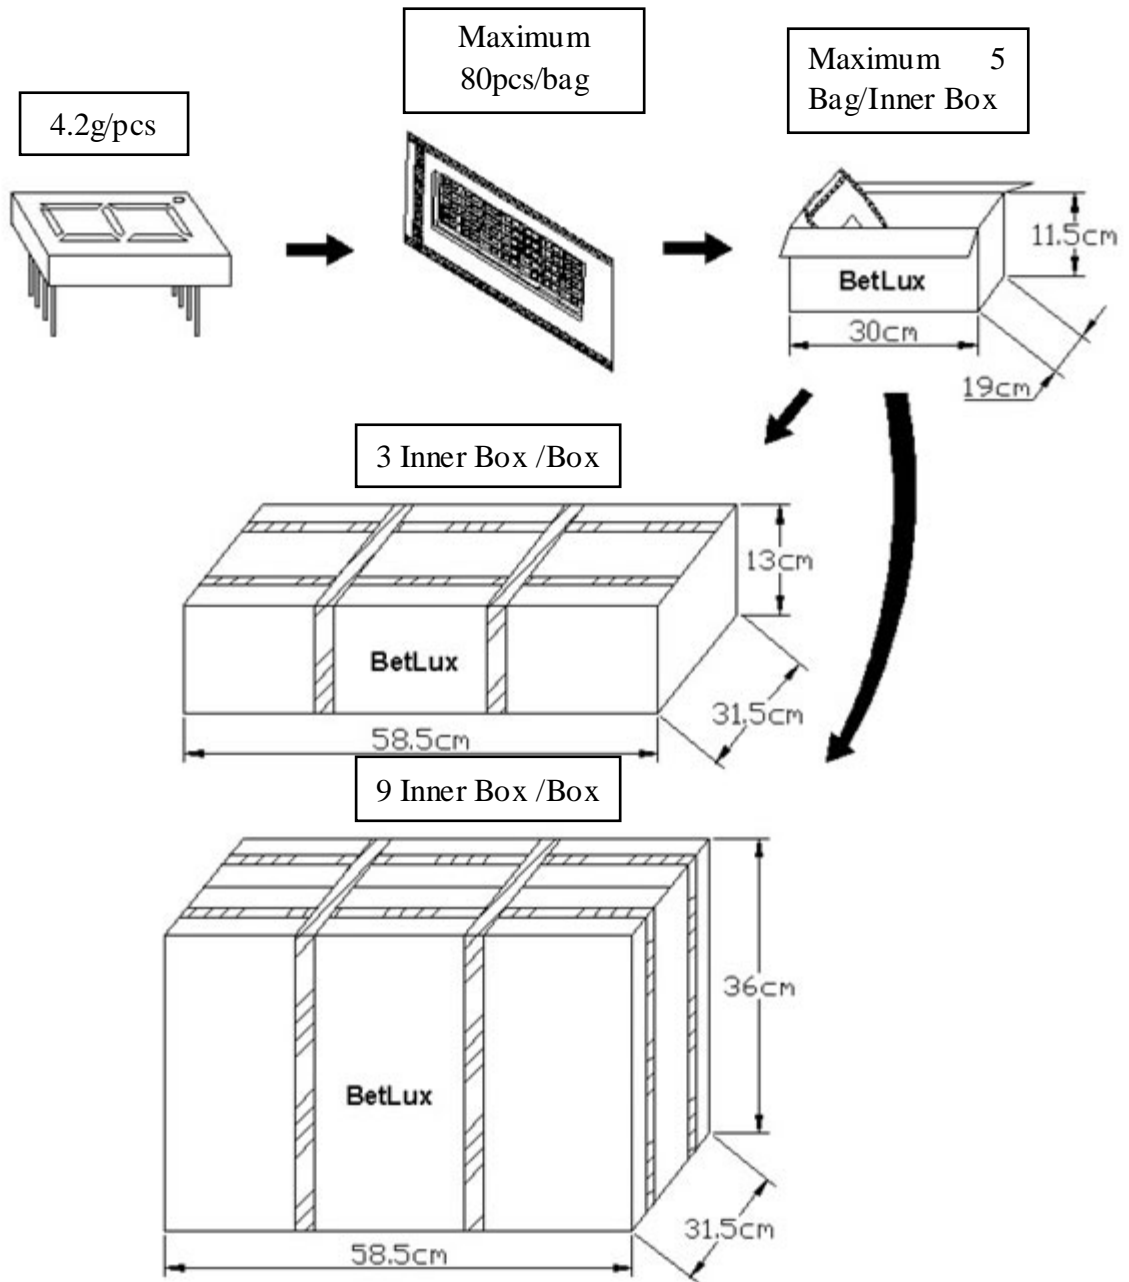 Maximum
80pcs/bag
Maximum 5
Bag/Inner Box
4.2g/pcs
11.5cm
BetLux
30cm
19cm
3 Inner Box /Box
13cm
BetLux
31.5cm
58.5cm
9 Inner Box /Box
36cm
BetLux
31.5cm
58.5cm